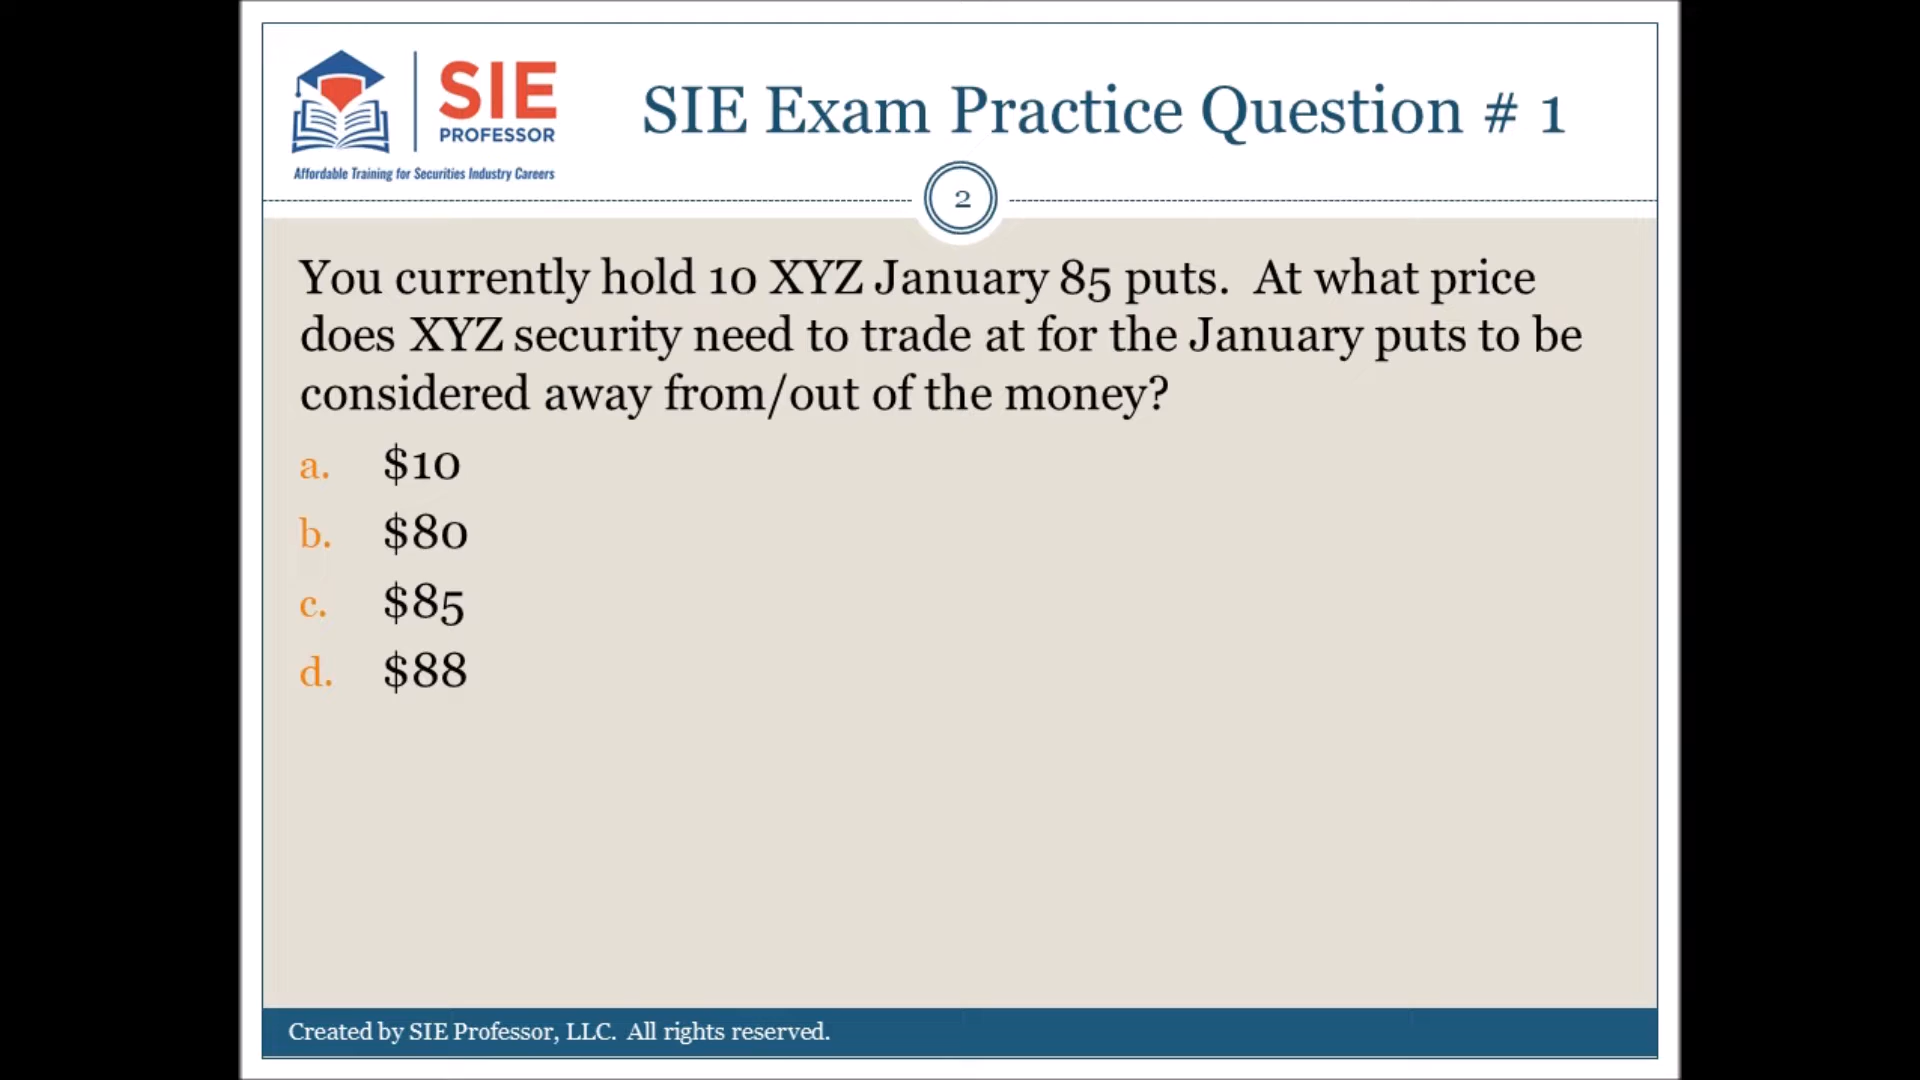 SIE
PROFESSOR
Affordable Training for Securities Industry Careers
SIE Exam Practice Question # 1
2
You currently hold 10 XYZ January 85 puts.  At what price
does XYZ security need to trade at for the January puts to be
considered away from/out of the money?
a. $10
b. $80
c. $85
d. $88
Created by SIE Professor, LLC.  All rights reserved.